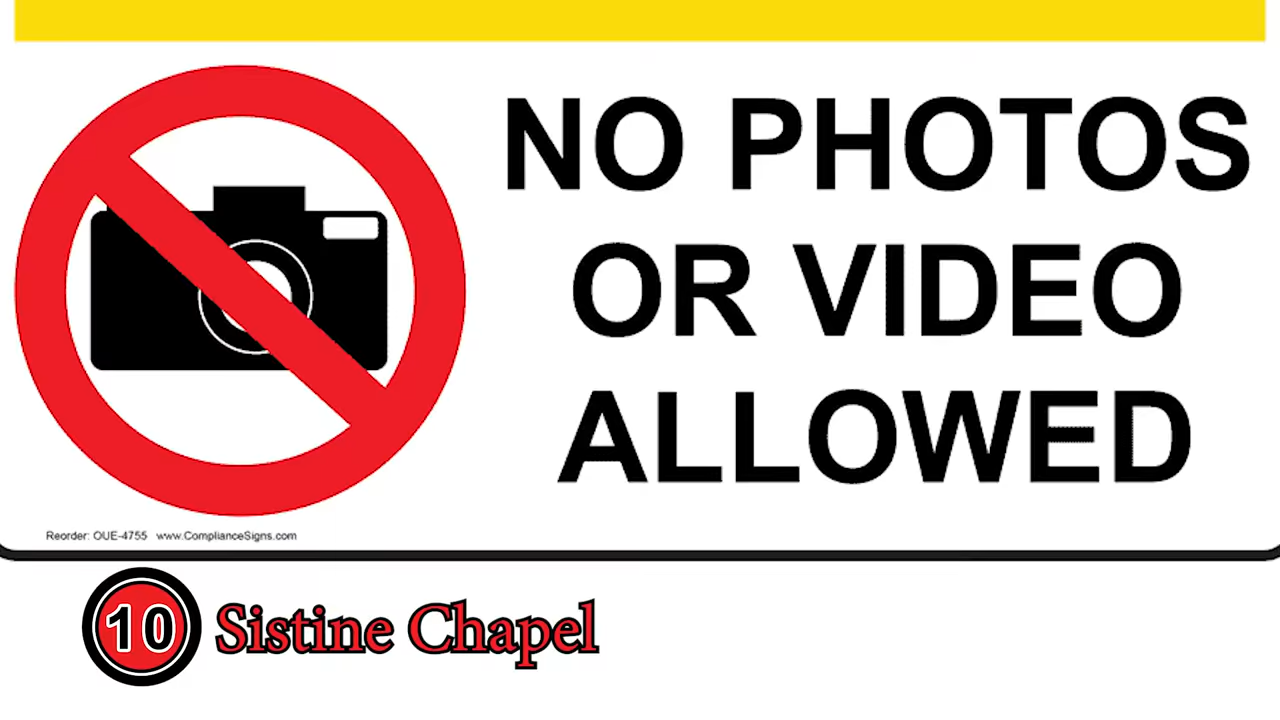 NO PHOTOS
OR VIDEO
ALLOWED
Reorder: OUE-4755 www.ComplianceSigns.com
10 Sistine Chapel